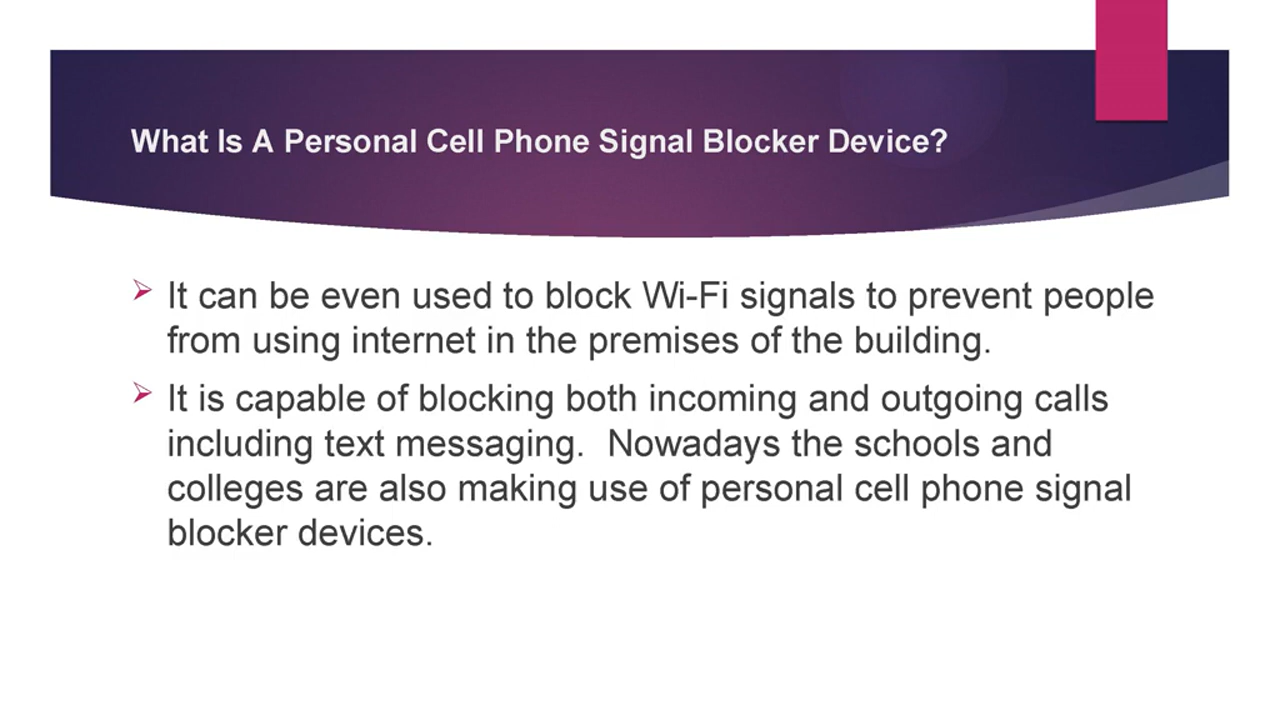 What Is A Personal Cell Phone Signal Blocker Device?
It can be even used to block Wi-Fi signals to prevent people
from using internet in the premises of the building.
It is capable of blocking both incoming and outgoing calls
including text messaging.  Nowadays the schools and
colleges are also making use of personal cell phone signal
blocker devices.